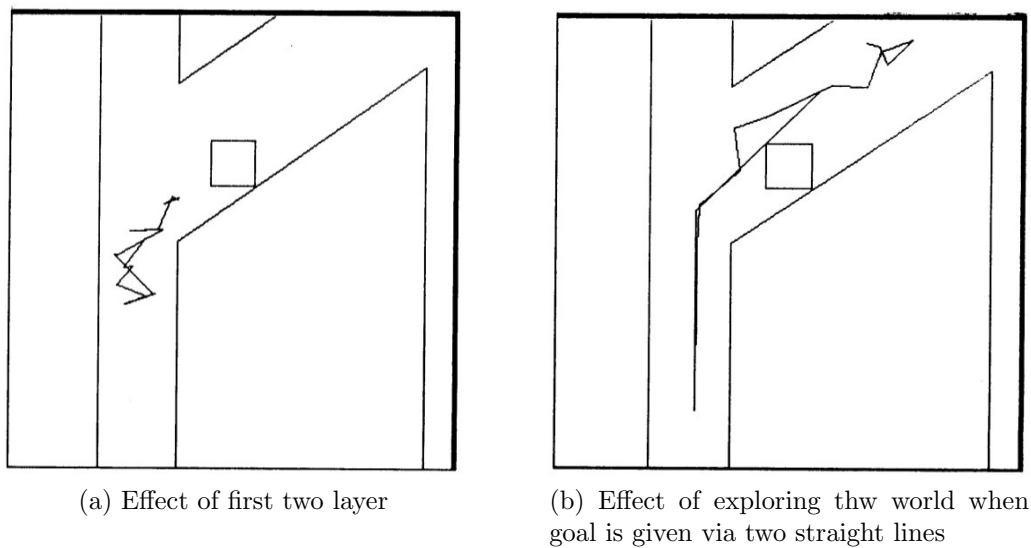 (a) Effect of first two layer
(b) Effect of exploring thw world when
goal is given via two straight lines